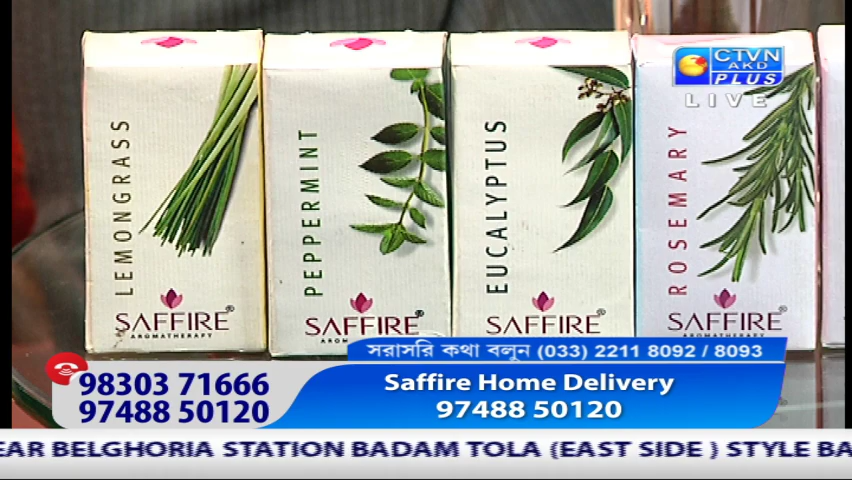 LEMONGRASS
SAFFIRE®
AROMATHERAPY
PEPPERMINT
SAFFIRE®
EUCALYPTUS
SAFFIRE®
ROSEMARY
SAFFIRE®
CTVN
AKD
PLUS
LIVE
সরাসরি কথা বলুন (033) 2211 8092 / 8093
98303 71666
97488 50120
Saffire Home Delivery
97488 50120
EAR BELGHORIA STATION BADAM TOLA (EAST SIDE ) STYLE BA